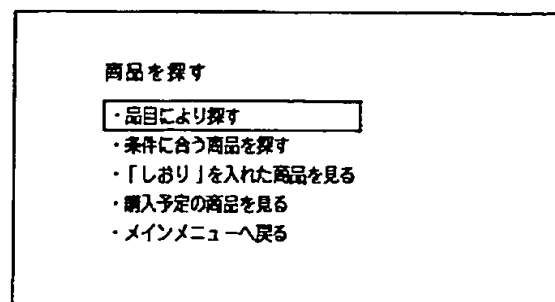 商品を探す
・品目により探す
・条件に合う商品を探す
・「しおり」を入れた商品を見る
・購入予定の商品を見る
・メインメニューへ戻る